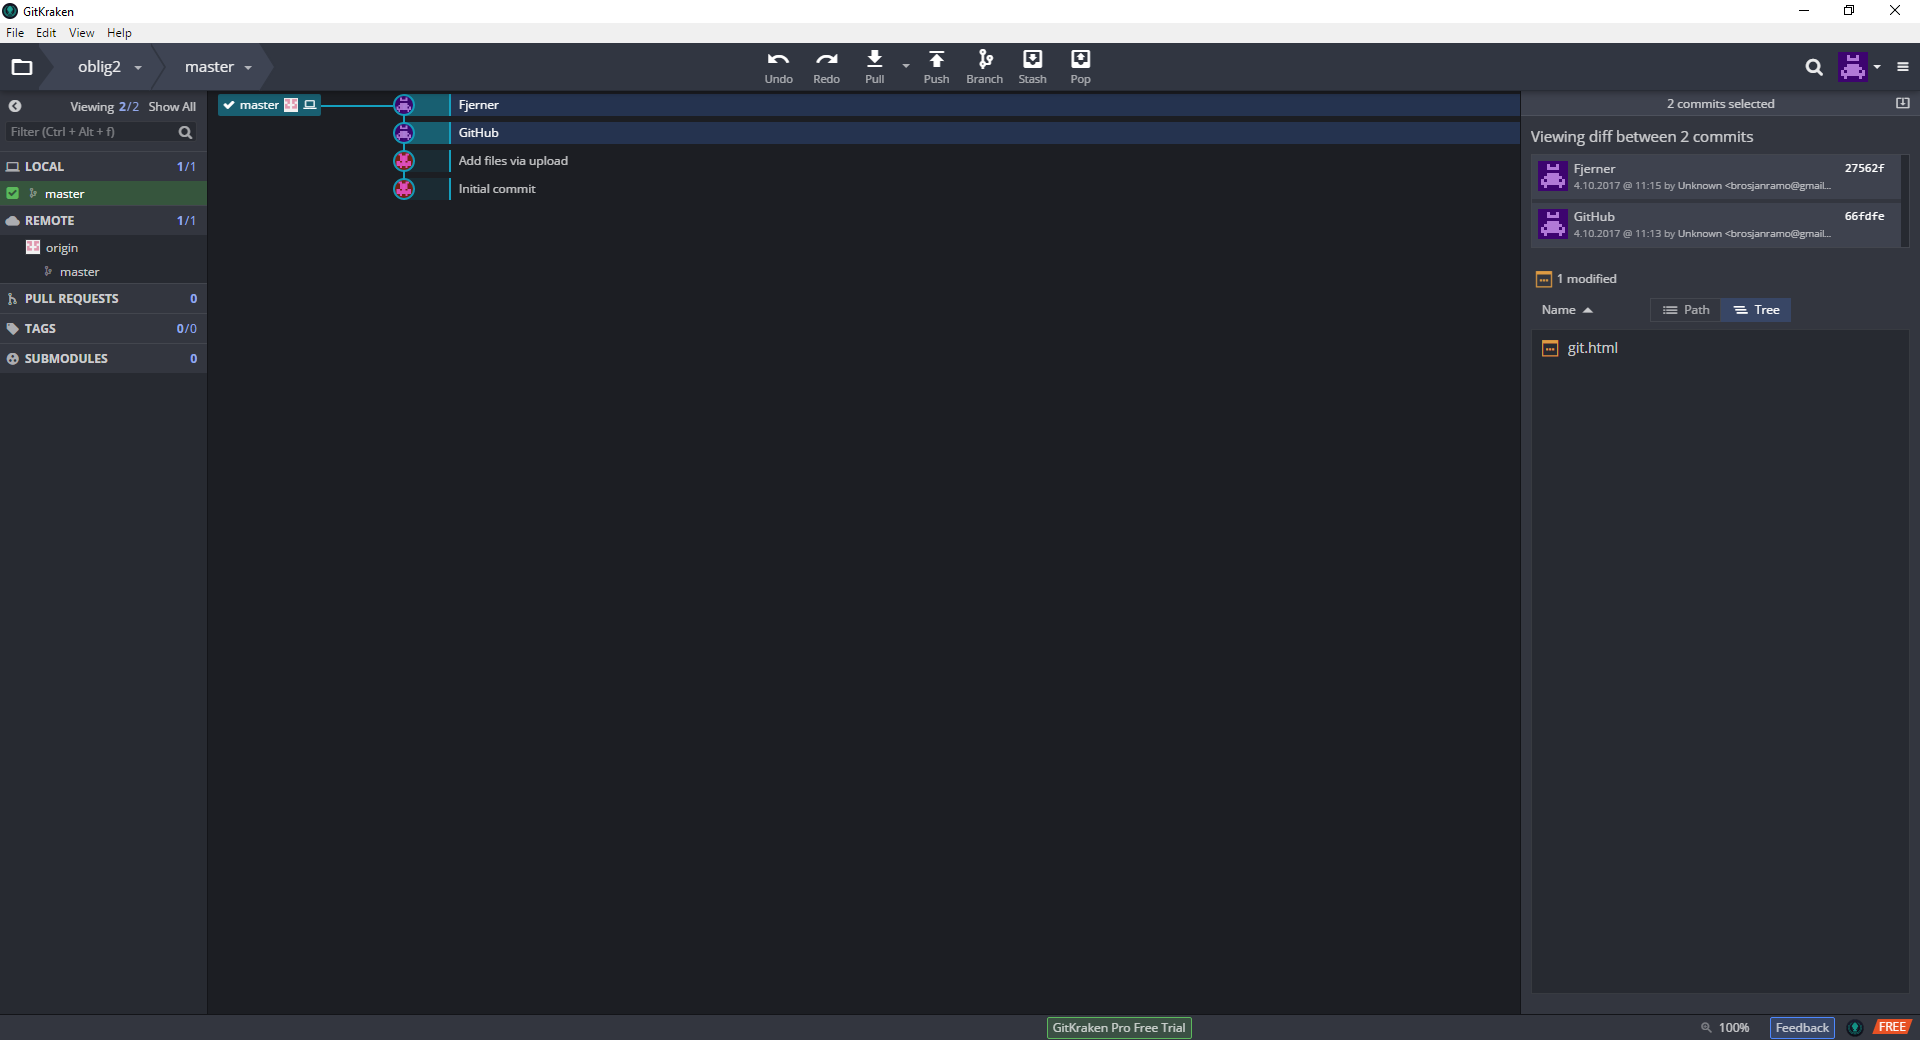 GitKraken
File Edit View Help
oblig2 master
Undo Redo Pull Push Branch Stash Pop
Viewing 2/2 Show All
Filter (Ctrl + Alt + f)
LOCAL 1/1
master
REMOTE 1/1
origin
master
PULL REQUESTS 0
TAGS 0/0
SUBMODULES 0
master Fjerner
GitHub
Add files via upload
Initial commit
2 commits selected
Viewing diff between 2 commits
Fjerner 27562f
4.10.2017 @ 11:15 by Unknown <brosjanramo@gmail...
GitHub 66fdfe
4.10.2017 @ 11:13 by Unknown <brosjanramo@gmail...
1 modified
Name Path Tree
git.html
GitKraken Pro Free Trial 100% Feedback FREE